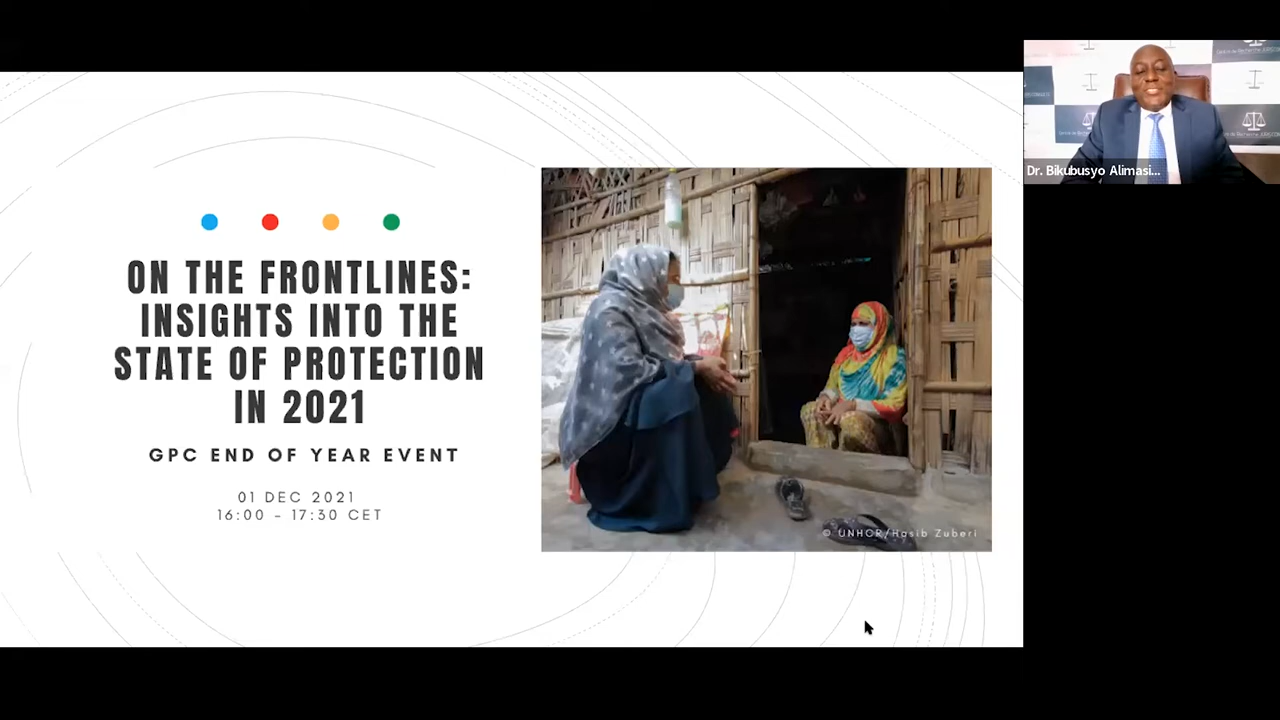 ON THE FRONTLINES:
INSIGHTS INTO THE
STATE OF PROTECTION
IN 2021
GPC END OF YEAR EVENT
01 DEC 2021
16:00 – 17:30 CET
© UNHCR/Hasib Zuberi
Dr. Bikubusyo Alimasi...